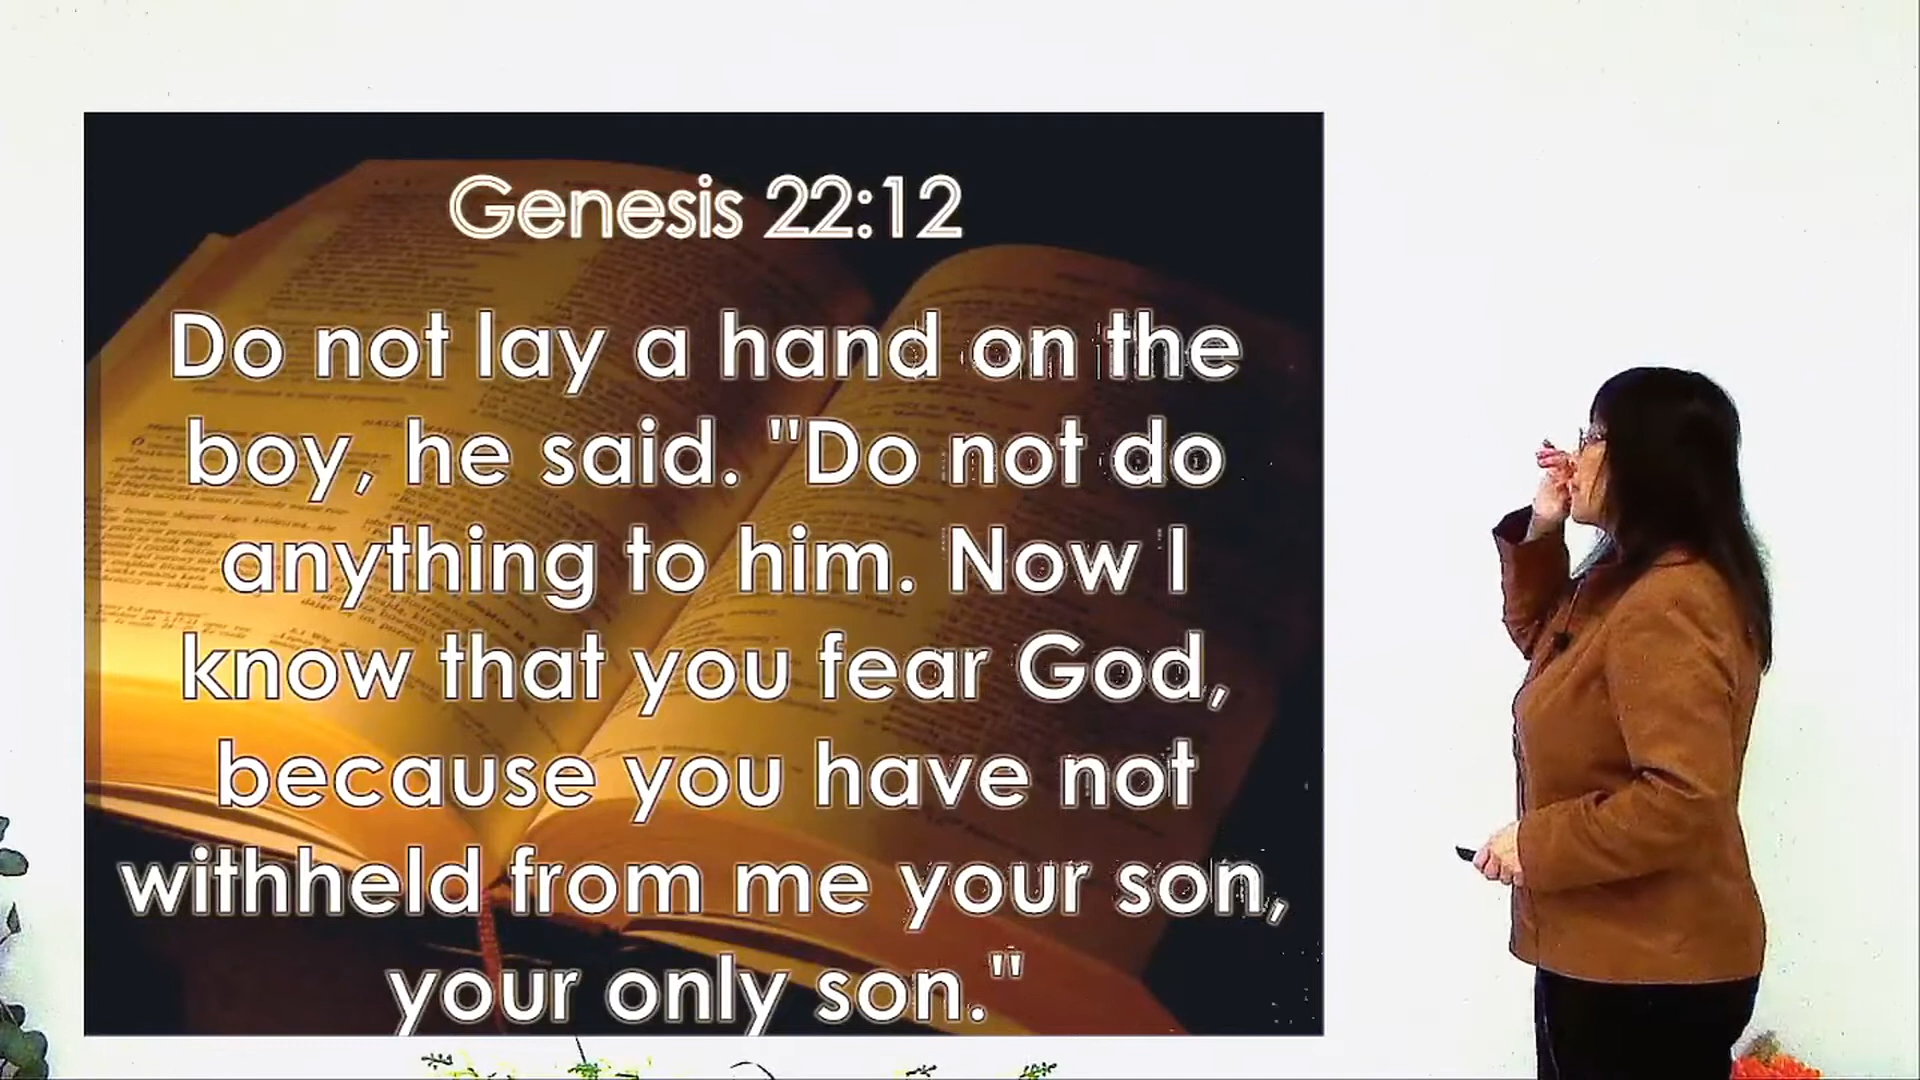 Genesis 22:12
Do not lay a hand on the
boy, he said. "Do not do
anything to him. Now I
know that you fear God,
because you have not
withheld from me your son,
your only son."